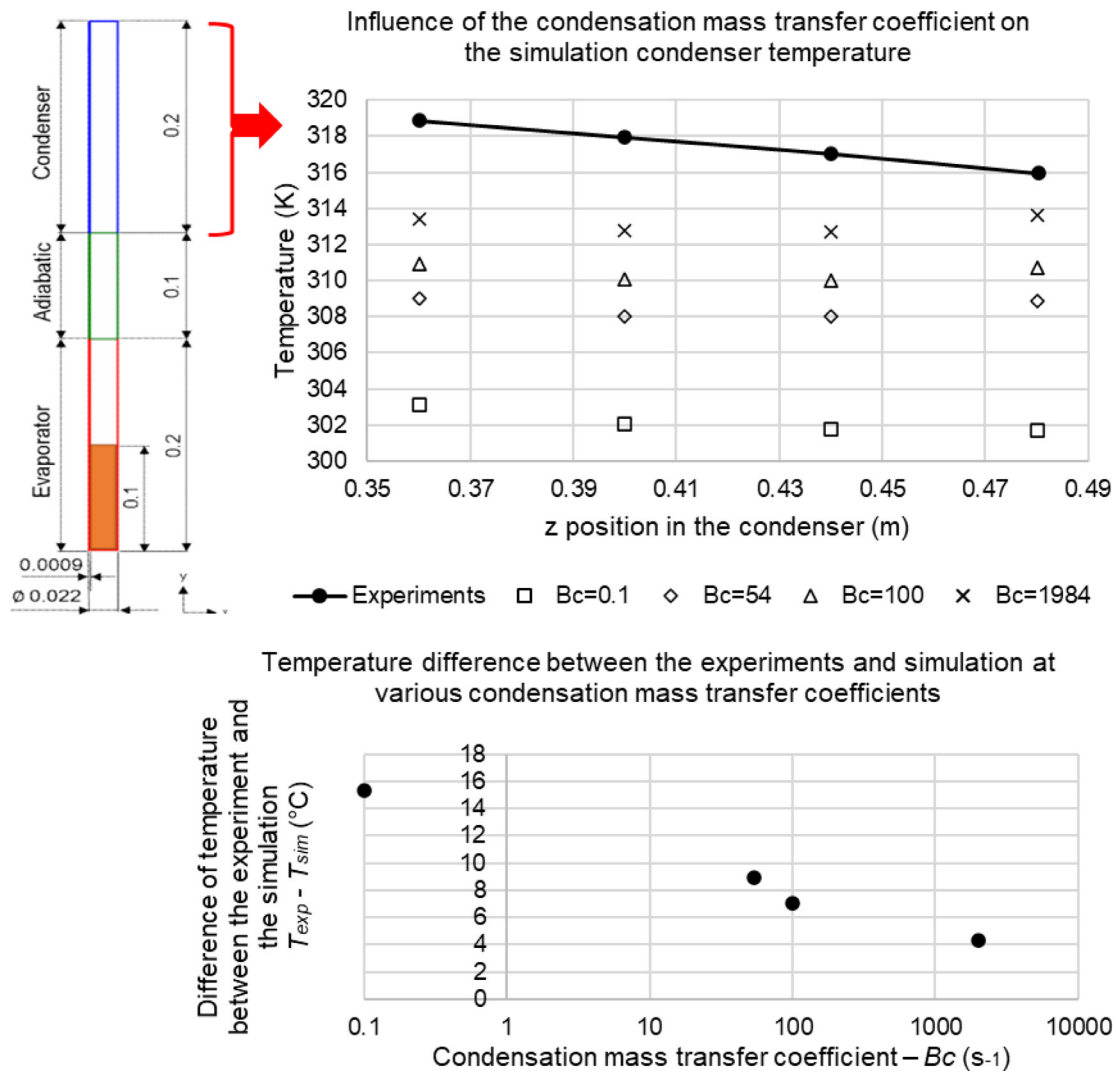 Influence of the condensation mass transfer coefficient on
the simulation condenser temperature
Condenser
0.2
Adiabatic
0.1
Evaporator
0.2
0.1
0.0009
ø 0.022
y
Temperature (K)
320
318
316
314
312
310
308
306
304
302
300
0.35 0.37 0.39 0.41 0.43 0.45 0.47 0.49
z position in the condenser (m)
Experiments Bc=0.1 Bc=54 Bc=100 Bc=1984
Temperature difference between the experiments and simulation at
various condensation mass transfer coefficients
Difference of temperature
between the experiment and
the simulation
Texp - Tsim (°C)
18
16
14
12
10
8
6
4
2
0
0.1 1 10 100 1000 10000
Condensation mass transfer coefficient – Bc (s-1)